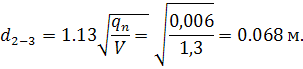 d₂₋₃ = 1.13√(qₙ/V =) √(0,006/1,3) = 0.068 м.